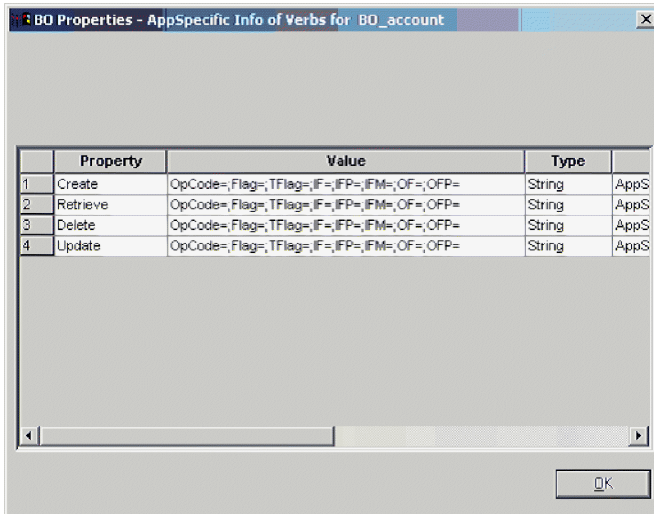 BO Properties - AppSpecific Info of Verbs for BO_account
Property Value Type
1 Create OpCode=;Flag=;TFlag=;IF=;IFP=;IFM=;OF=;OFP= String AppS
2 Retrieve OpCode=;Flag=;TFlag=;IF=;IFP=;IFM=;OF=;OFP= String AppS
3 Delete OpCode=;Flag=;TFlag=;IF=;IFP=;IFM=;OF=;OFP= String AppS
4 Update OpCode=;Flag=;TFlag=;IF=;IFP=;IFM=;OF=;OFP= String AppS
OK